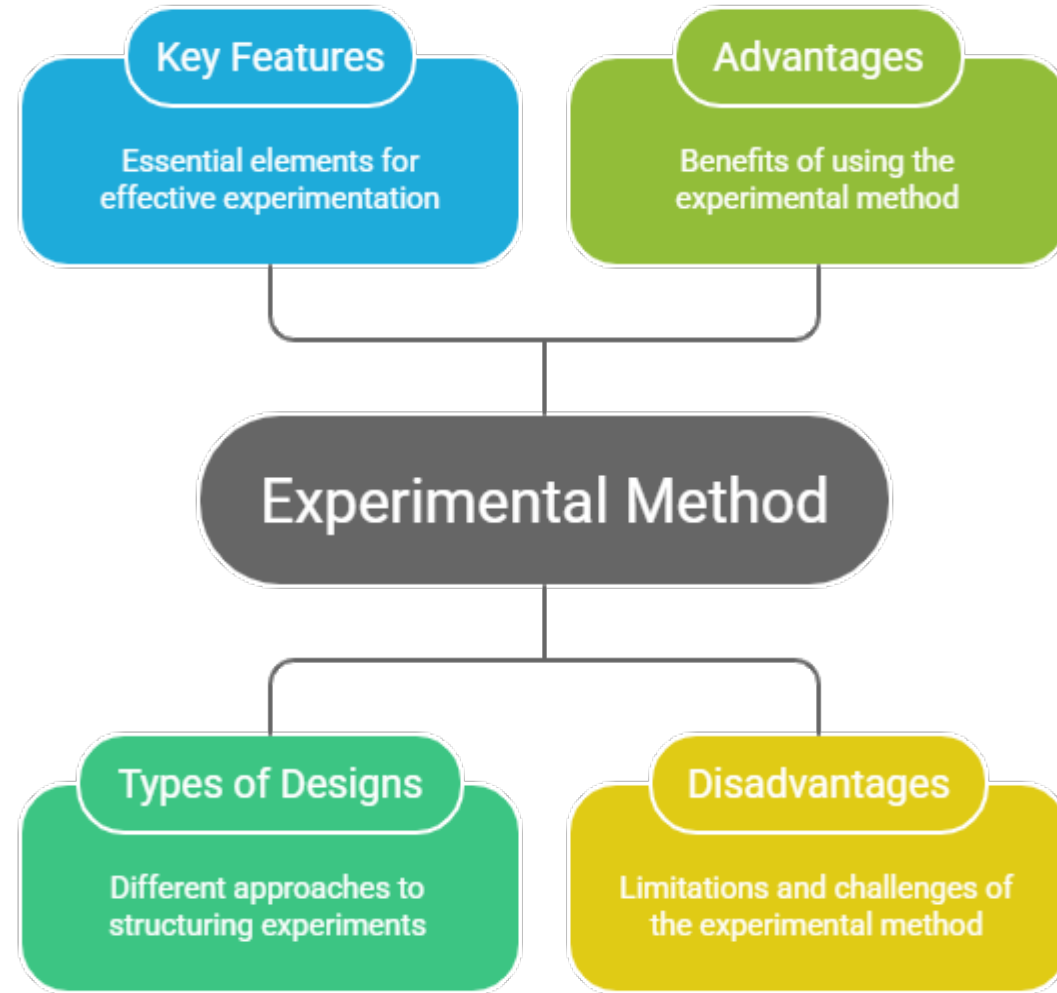 Key Features
Essential elements for
effective experimentation
Advantages
Benefits of using the
experimental method
Experimental Method
Types of Designs
Different approaches to
structuring experiments
Disadvantages
Limitations and challenges of
the experimental method